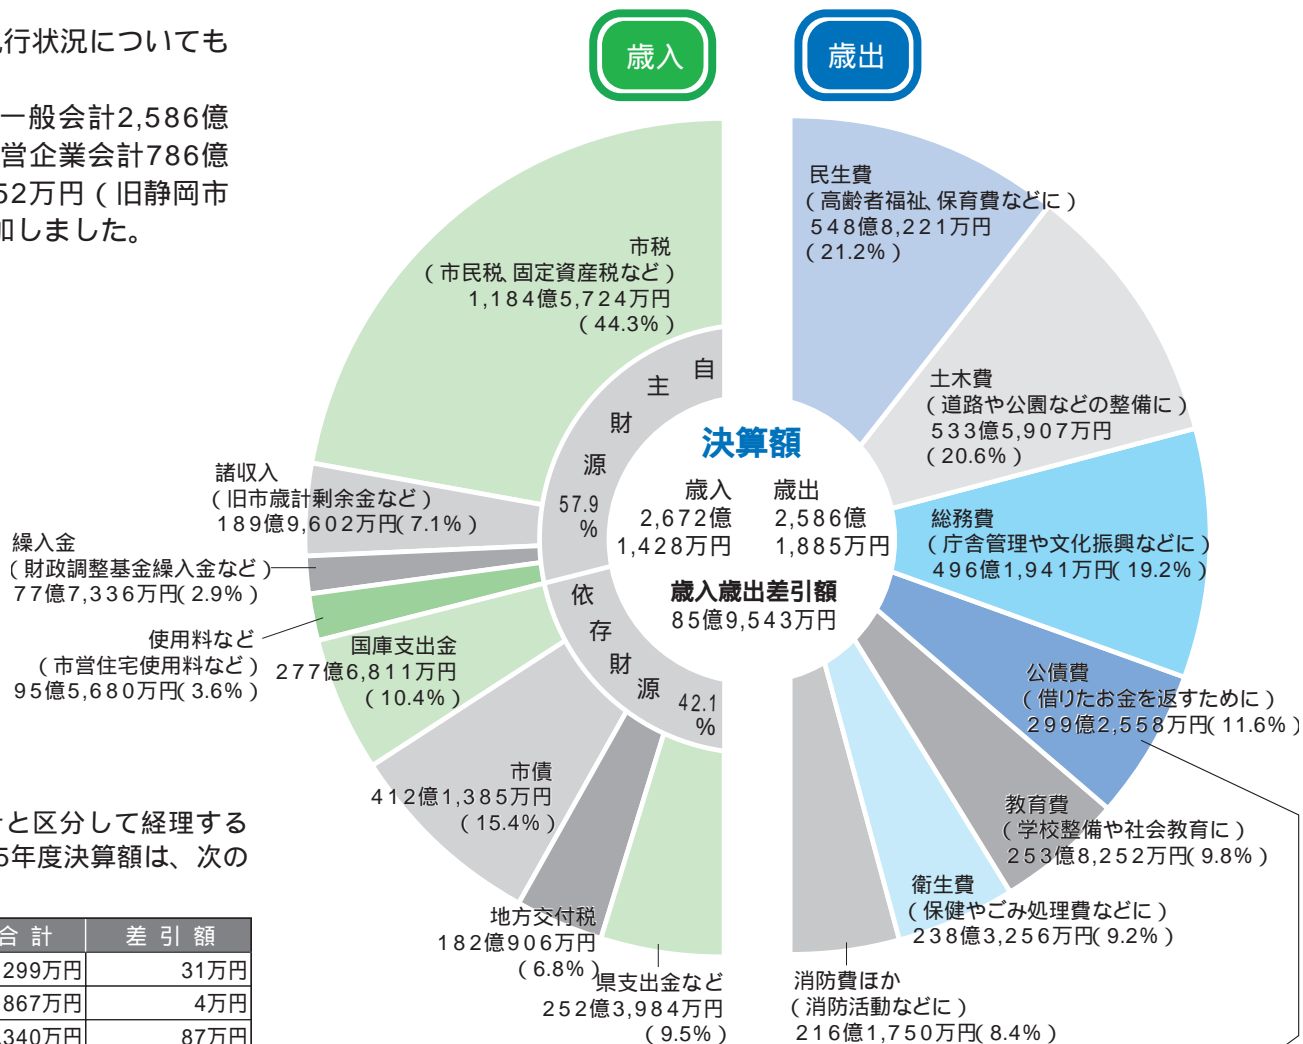 行状況についても
一般会計2,586億
営企業会計786億
52万円(旧静岡市
加しました。
歳入
歳出
市税
(市民税、固定資産税など)
1,184億5,724万円
(44.3%)
諸収入
(旧市歳計剰余金など)
189億9,602万円(7.1%)
繰入金
(財政調整基金繰入金など)
77億7,336万円(2.9%)
使用料など
(市営住宅使用料など)
95億5,680万円(3.6%)
国庫支出金
277億6,811万円
(10.4%)
市債
412億1,385万円
(15.4%)
地方交付税
182億906万円
(6.8%)
県支出金など
252億3,984万円
(9.5%)
自主財源
57.9
%
依存財源
42.1
%
決算額
歳入 歳出
2,672億 2,586億
1,428万円 1,885万円
歳入歳出差引額
85億9,543万円
民生費
(高齢者福祉、保育費などに)
548億8,221万円
(21.2%)
土木費
(道路や公園などの整備に)
533億5,907万円
(20.6%)
総務費
(庁舎管理や文化振興などに)
496億1,941万円(19.2%)
公債費
(借りたお金を返すために)
299億2,558万円(11.6%)
教育費
(学校整備や社会教育に)
253億8,252万円(9.8%)
衛生費
(保健やごみ処理費などに)
238億3,256万円(9.2%)
消防費ほか
(消防活動などに)
216億1,750万円(8.4%)
と区分して経理する
5年度決算額は、次の
合計 差引額
299万円 31万円
867万円 4万円
340万円 87万円